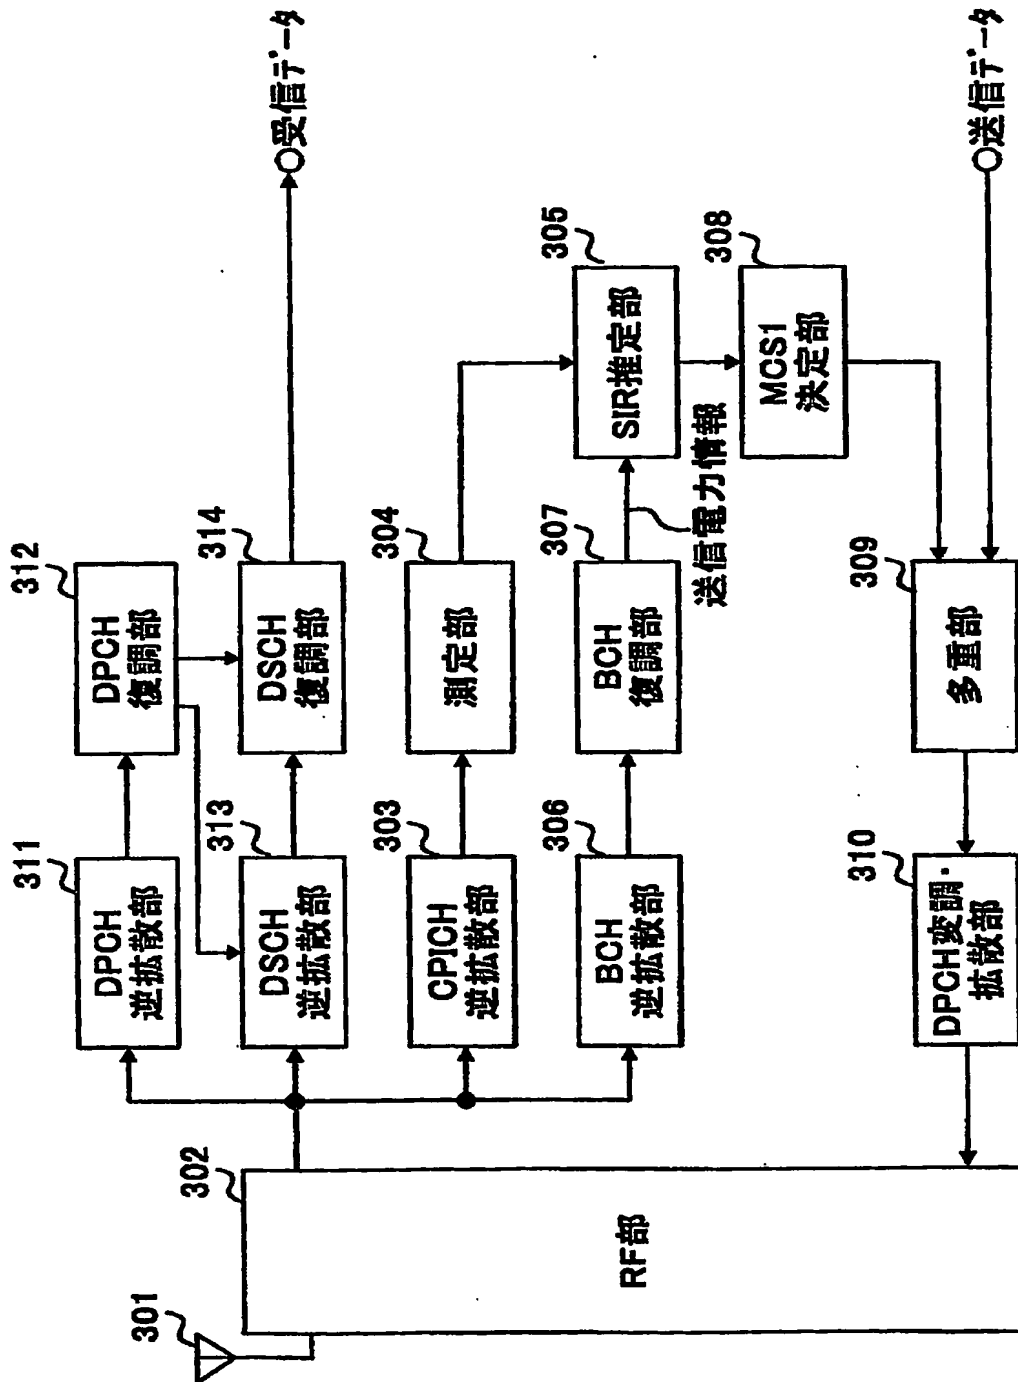 301
302
RF部
311
DPCH
逆拡散部
312
DPCH
復調部
313
DSCH
逆拡散部
314
DSCH
復調部
受信データ
303
CPICH
逆拡散部
304
測定部
305
SIR推定部
306
BCH
逆拡散部
307
BCH
復調部
送信電力情報
308
MCS1
決定部
310
DPCH変調・
拡散部
309
多重部
送信データ